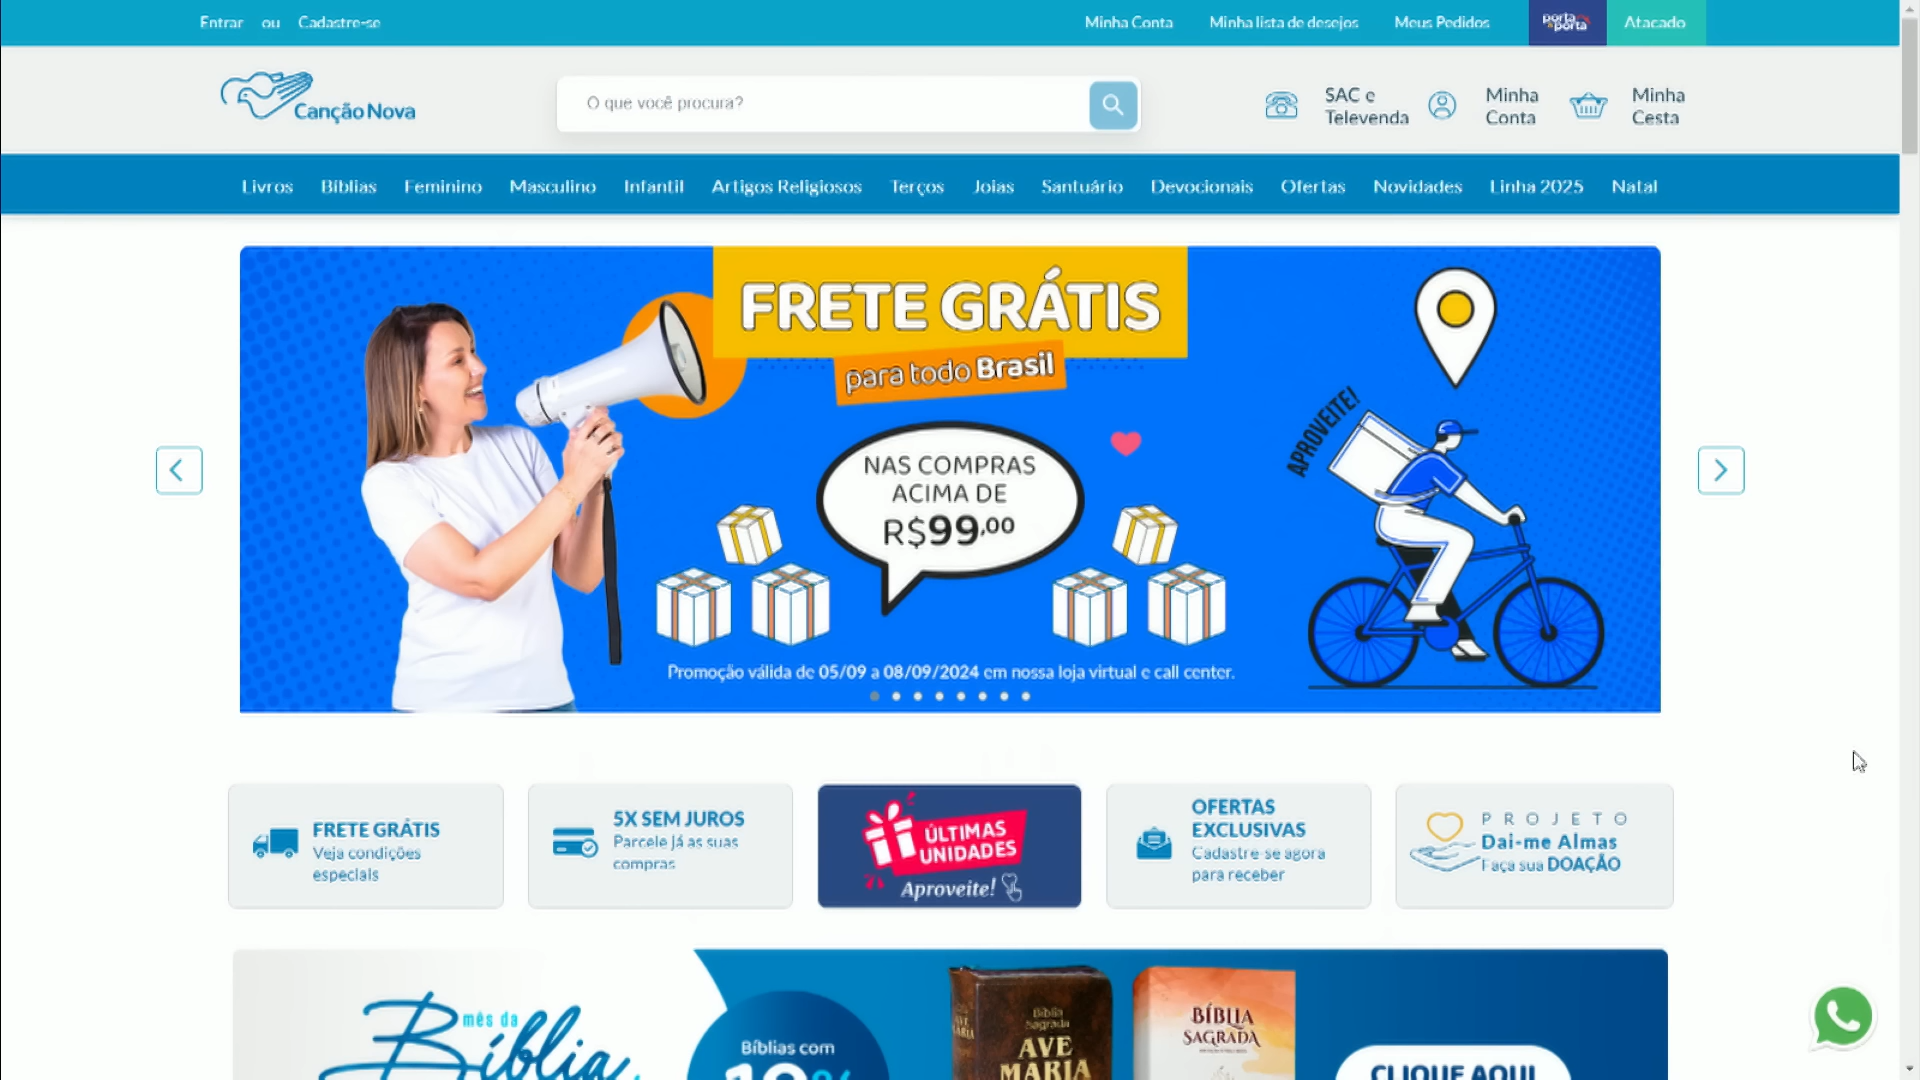 Entrar ou Cadastre-se
Minha Conta Minha lista de desejos Meus Pedidos porta a porta Atacado
Canção Nova
O que você procura?
SAC e
Televenda
Minha
Conta
Minha
Cesta
Livros Bíblias Feminino Masculino Infantil Artigos Religiosos Terços Joias Santuário Devocionais Ofertas Novidades Linha 2025 Natal
FRETE GRÁTIS
para todo Brasil
APROVEITE!
NAS COMPRAS
ACIMA DE
R$99,00
Promoção válida de 05/09 a 08/09/2024 em nossa loja virtual e call center.
FRETE GRÁTIS
Veja condições
especiais
5X SEM JUROS
Parcele já as suas
compras
ÚLTIMAS
UNIDADES
Aproveite!
OFERTAS
EXCLUSIVAS
Cadastre-se agora
para receber
PROJETO
Dai-me Almas
Faça sua DOAÇÃO
mês da
Bíblia
Bíblias com
Bíblia
Sagrada
AVE
MARIA
AVE
MARIA
BÍBLIA
SAGRADA
CLIQUE AQUI